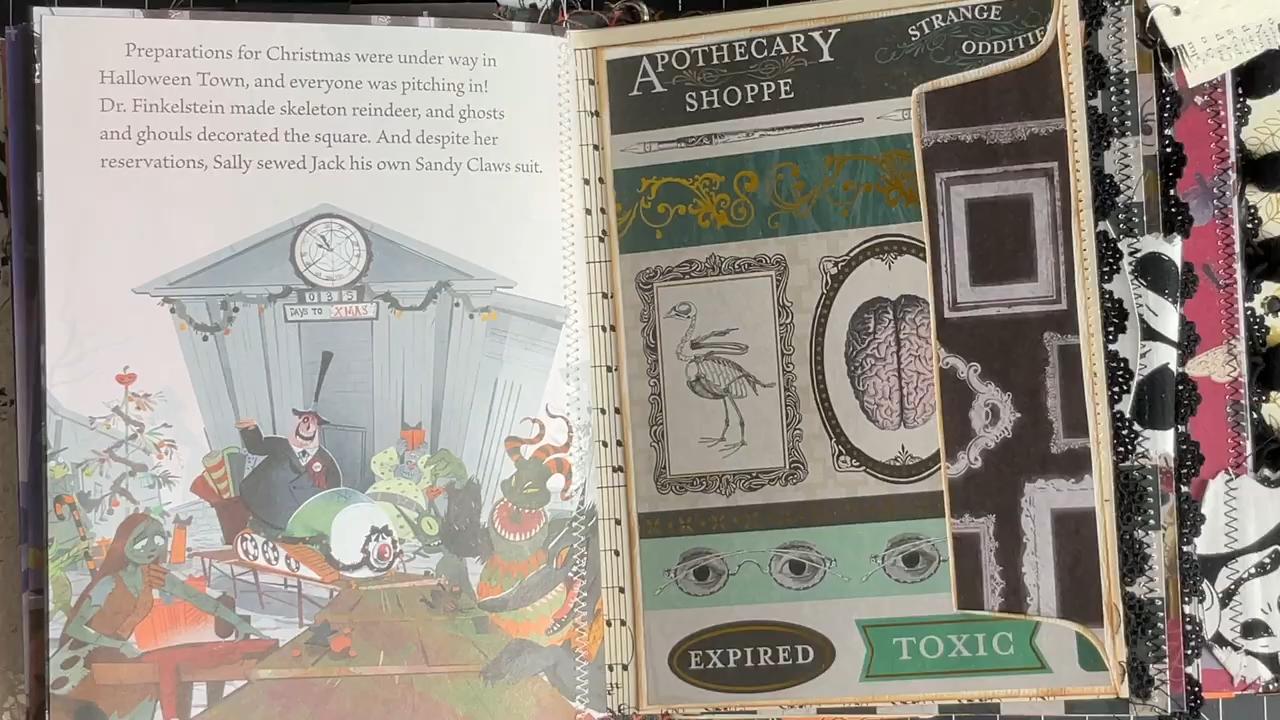 Preparations for Christmas were under way in
Halloween Town, and everyone was pitching in!
Dr. Finkelstein made skeleton reindeer, and ghosts
and ghouls decorated the square. And despite her
reservations, Sally sewed Jack his own Sandy Claws suit.
035
DAYS TO XMAS
APOTHECARY
SHOPPE
STRANGE
ODDITIE
EXPIRED
TOXIC